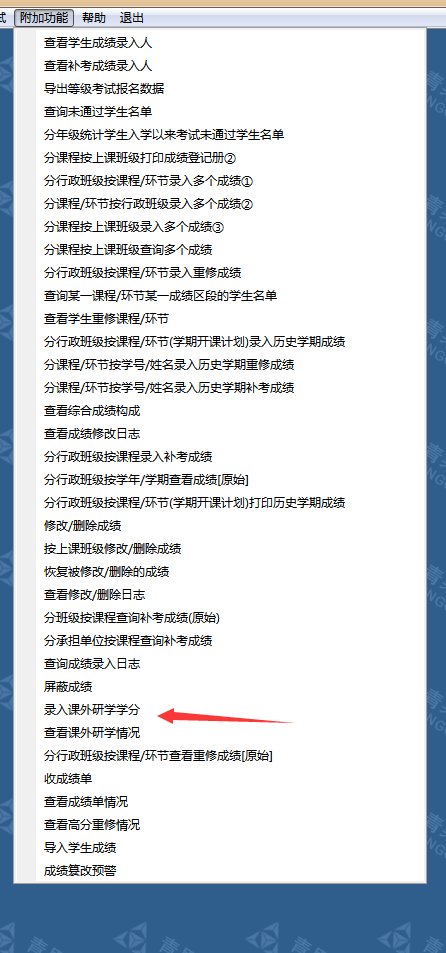 附加功能 帮助 退出
查看学生成绩录入人
查看补考成绩录入人
导出等级考试报名数据
查询未通过学生名单
分年级统计学生入学以来考试未通过学生名单
分课程按上课班级打印成绩登记册②
分行政班级按课程/环节录入多个成绩①
分课程/环节按行政班级录入多个成绩②
分课程按上课班级录入多个成绩③
分课程按上课班级查询多个成绩
分行政班级按课程/环节录入重修成绩
查询某一课程/环节某一成绩区段的学生名单
查看学生重修课程/环节
分行政班级按课程/环节(学期开课计划)录入历史学期成绩
分课程/环节按学号/姓名录入历史学期重修成绩
分课程/环节按学号/姓名录入历史学期补考成绩
查看综合成绩构成
查看成绩修改日志
分行政班级按课程录入补考成绩
分行政班级按学年/学期查看成绩[原始]
分行政班级按课程/环节(学期开课计划)打印历史学期成绩
修改/删除成绩
按上课班级修改/删除成绩
恢复被修改/删除的成绩
查看修改/删除日志
分班级按课程查询补考成绩(原始)
分承担单位按课程查询补考成绩
查询成绩录入日志
屏蔽成绩
录入课外研学学分
查看课外研学情况
分行政班级按课程/环节查看重修成绩[原始]
收成绩单
查看成绩单情况
查看高分重修情况
导入学生成绩
成绩篡改预警